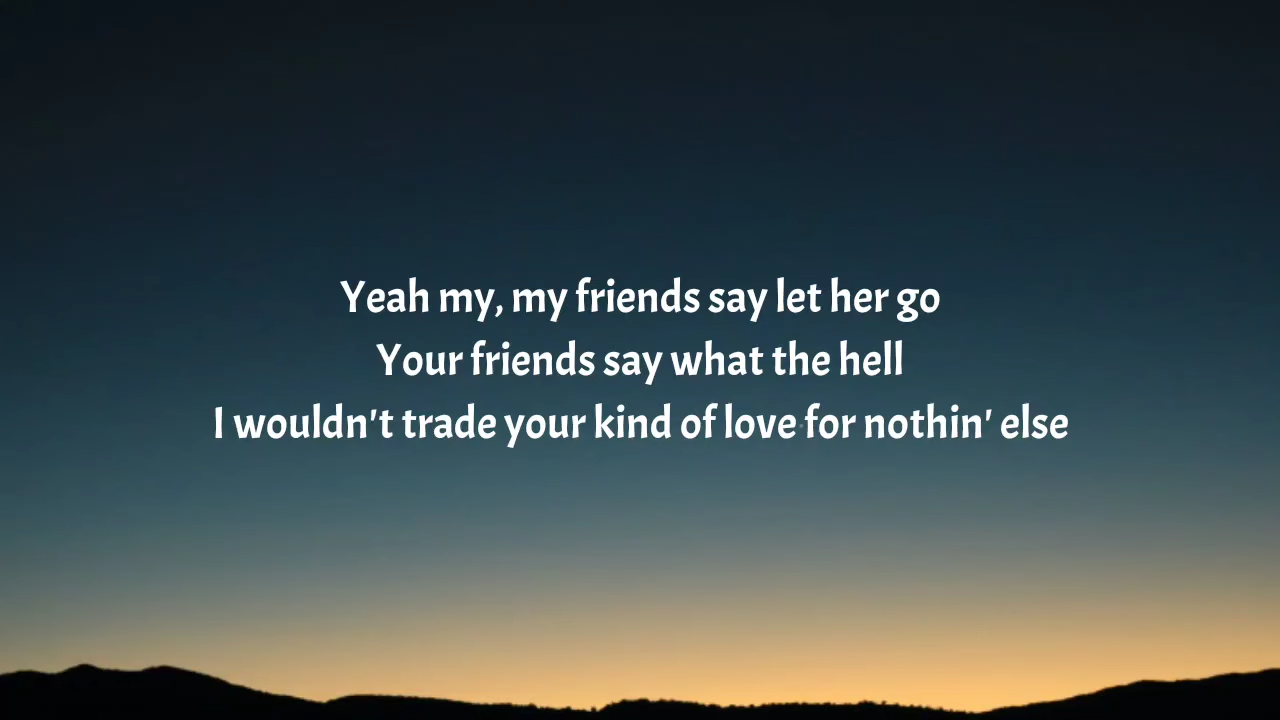 Yeah my, my friends say let her go
Your friends say what the hell
I wouldn't trade your kind of love for nothin' else